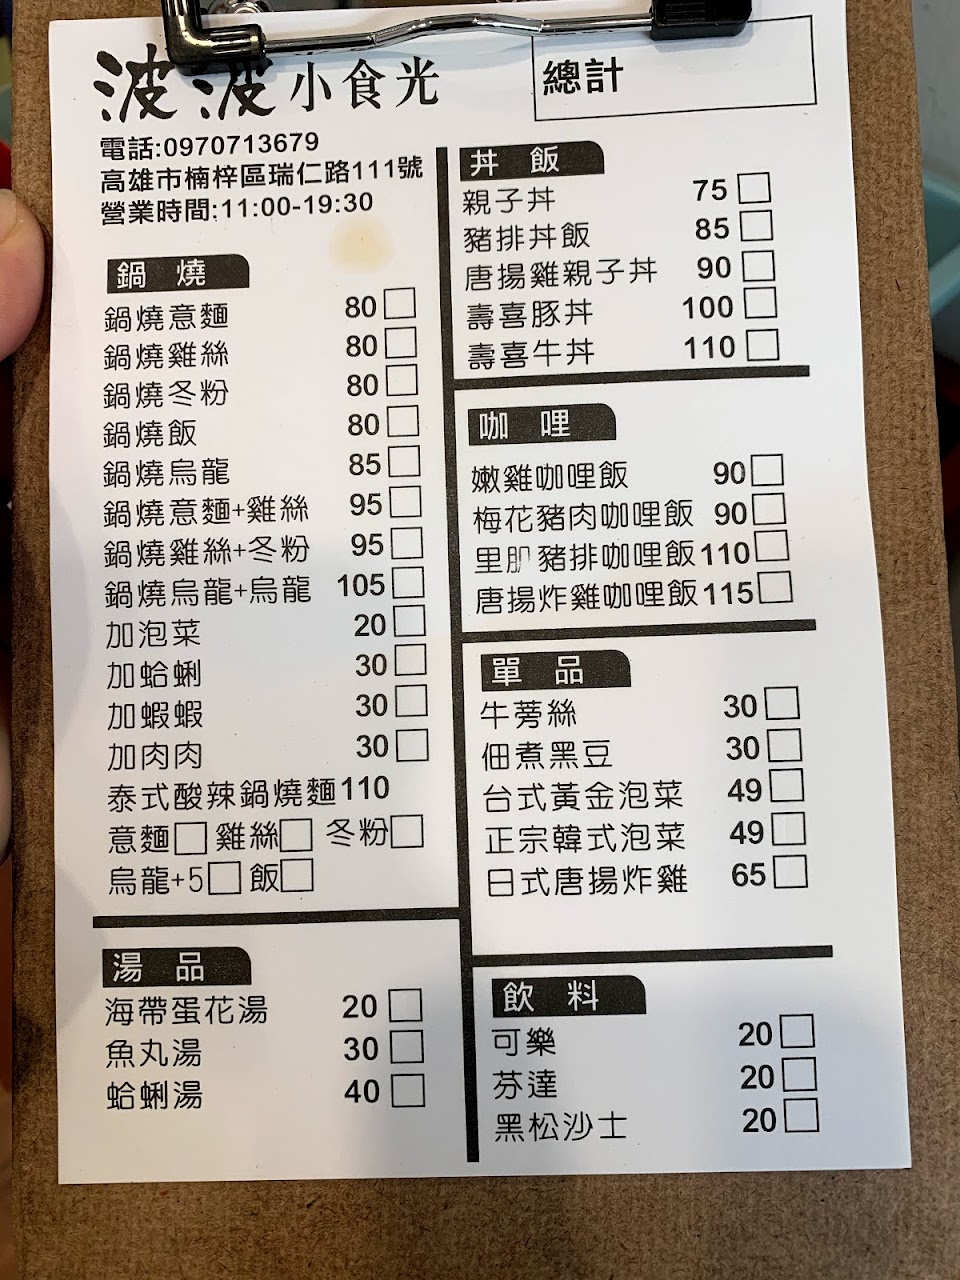 波波小食光
電話:0970713679
高雄市楠梓區瑞仁路111號
營業時間:11:00-19:30
總計
鍋燒
鍋燒意麵 80
鍋燒雞絲 80
鍋燒冬粉 80
鍋燒飯 80
鍋燒烏龍 85
鍋燒意麵+雞絲 95
鍋燒雞絲+冬粉 95
鍋燒烏龍+烏龍 105
加泡菜 20
加蛤蜊 30
加蝦蝦 30
加肉肉 30
泰式酸辣鍋燒麵110
意麵 雞絲 冬粉
烏龍+5 飯
湯品
海帶蛋花湯 20
魚丸湯 30
蛤蜊湯 40
丼飯
親子丼 75
豬排丼飯 85
唐揚雞親子丼 90
壽喜豚丼 100
壽喜牛丼 110
咖哩
嫩雞咖哩飯 90
梅花豬肉咖哩飯 90
里肌豬排咖哩飯110
唐揚炸雞咖哩飯115
單品
牛蒡絲 30
佃煮黑豆 30
台式黃金泡菜 49
正宗韓式泡菜 49
日式唐揚炸雞 65
飲料
可樂 20
芬達 20
黑松沙士 20